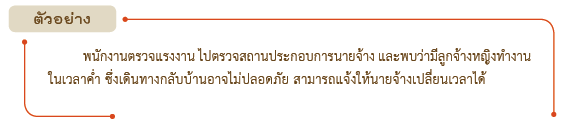 ตัวอย่าง
พนักงานตรวจแรงงาน ไปตรวจสถานประกอบการนายจ้าง และพบว่ามีลูกจ้างหญิงทำงาน
ในเวลาค่ำ ซึ่งเดินทางกลับบ้านอาจไม่ปลอดภัย สามารถแจ้งให้นายจ้างเปลี่ยนเวลาได้